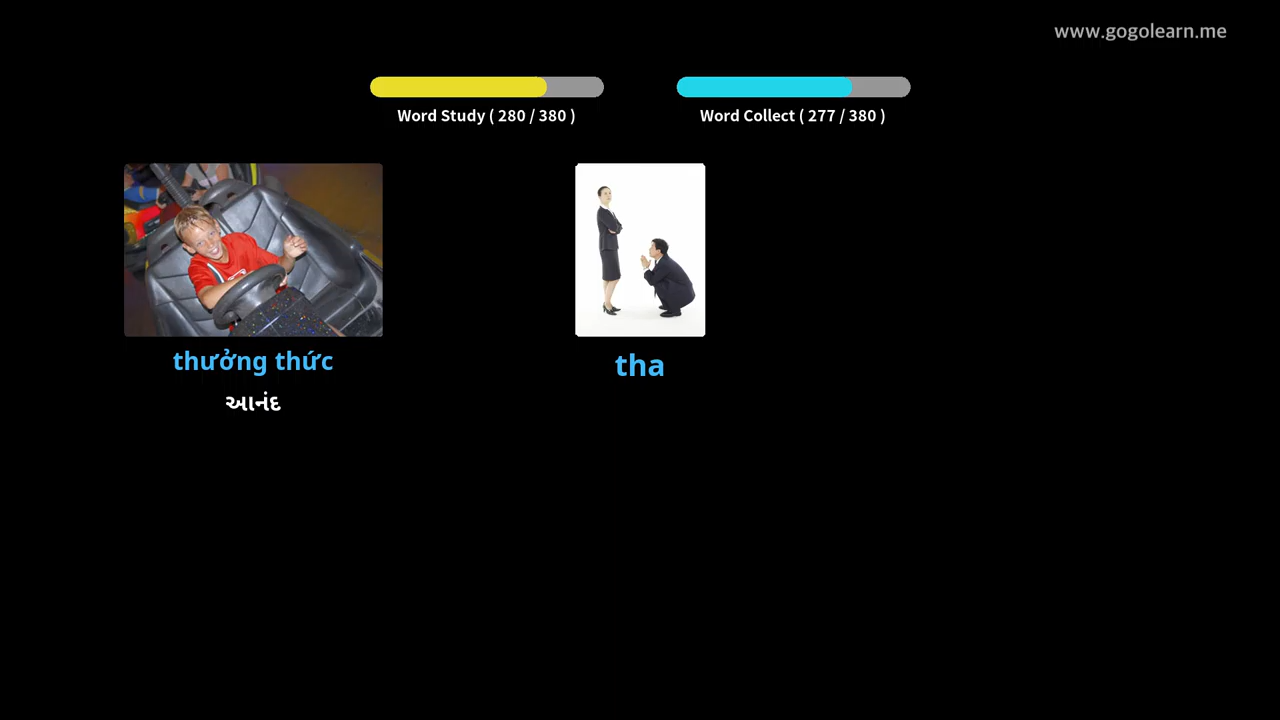 www.gogolearn.me
Word Study ( 280 / 380 )
Word Collect ( 277 / 380 )
thưởng thức
આનંદ
tha